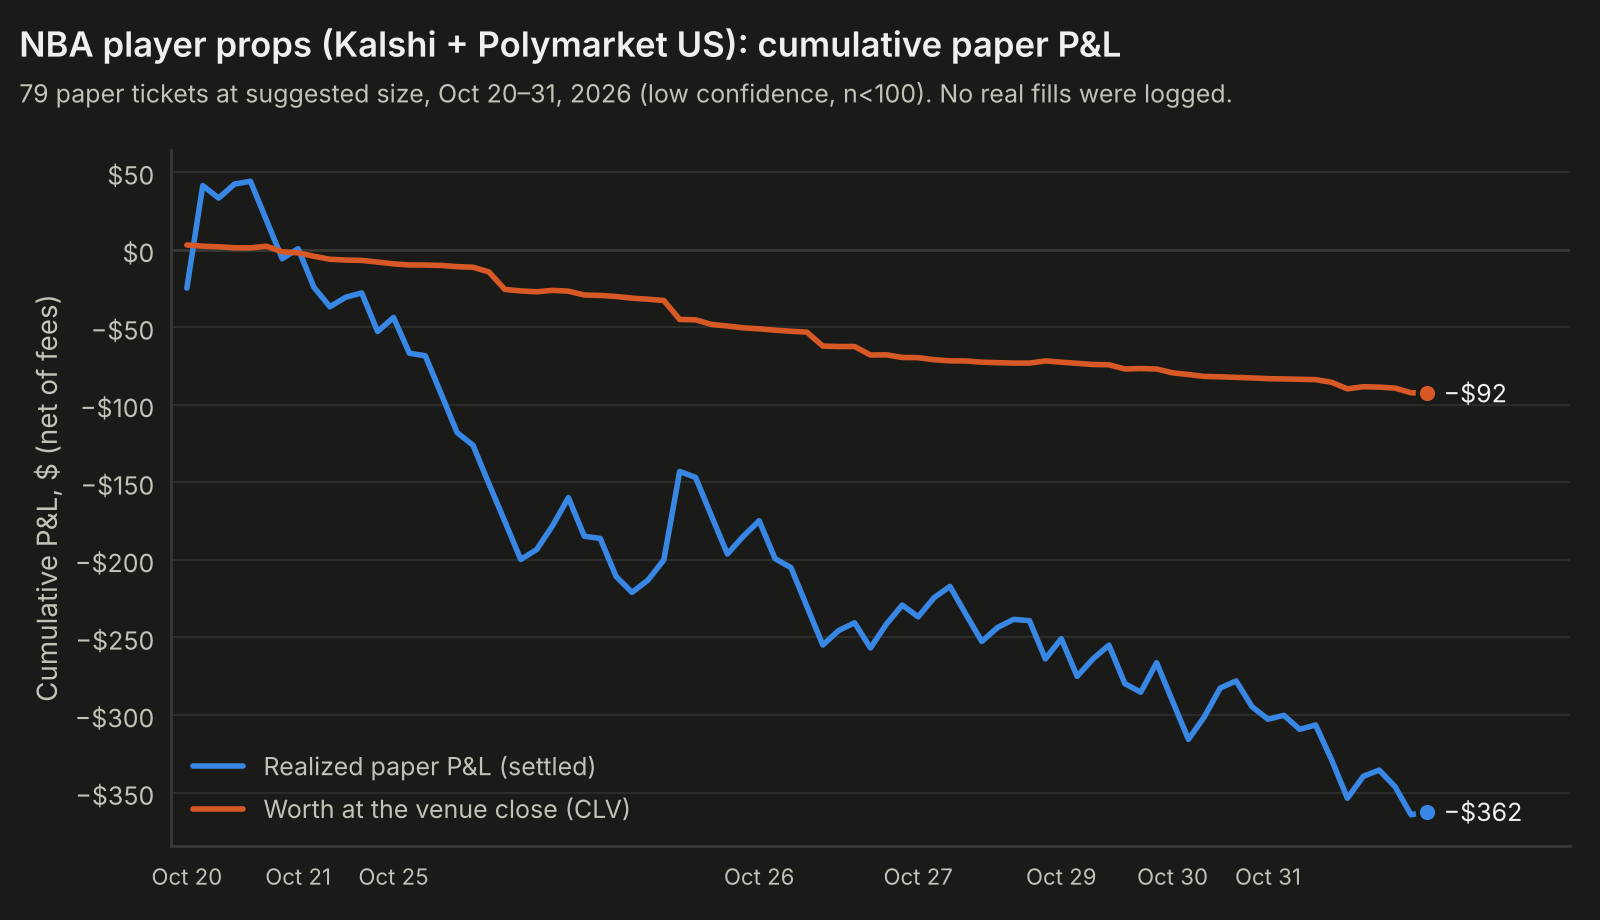 NBA player props (Kalshi + Polymarket US): cumulative paper P&L
79 paper tickets at suggested size, Oct 20–31, 2026 (low confidence, n<100). No real fills were logged.
Cumulative P&L, $ (net of fees)
$50
$0
−$50
−$100
−$150
−$200
−$250
−$300
−$350
−$92
−$362
Realized paper P&L (settled)
Worth at the venue close (CLV)
Oct 20 Oct 21 Oct 25 Oct 26 Oct 27 Oct 29 Oct 30 Oct 31